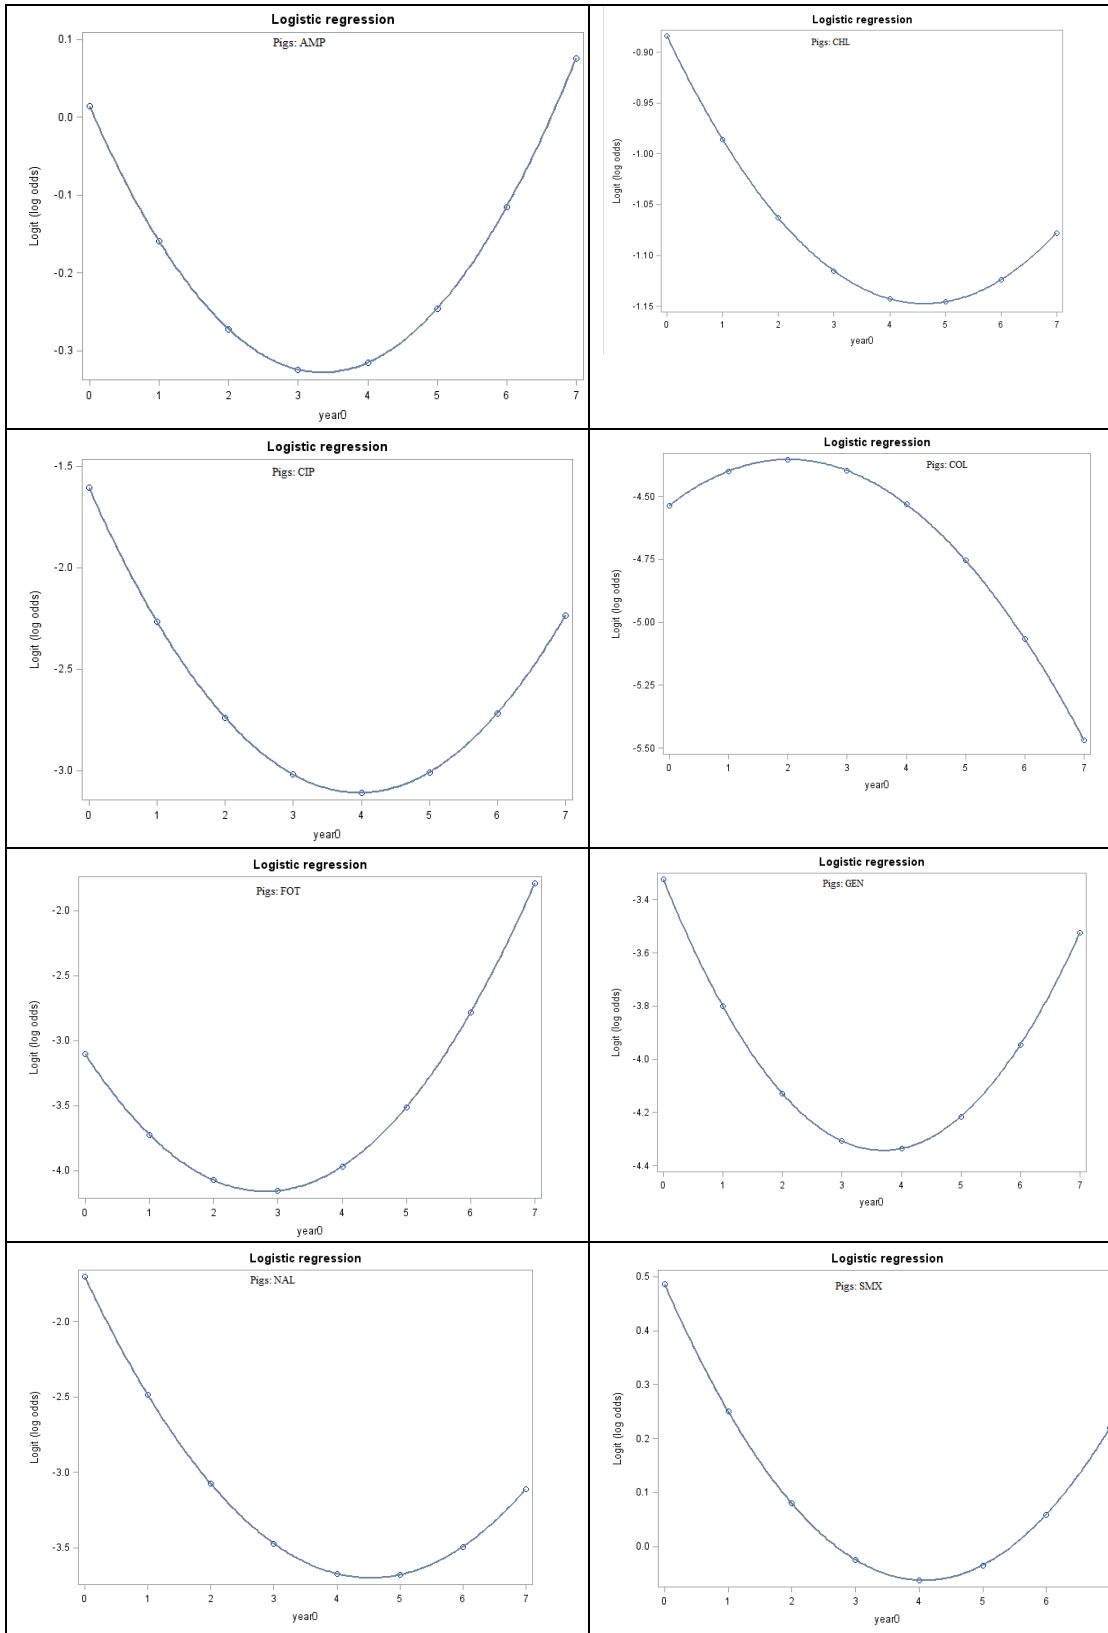 Logistic regression
Pigs: AMP
0.1
0.0
-0.1
-0.2
-0.3
Logit (log odds)
0 1 2 3 4 5 6 7
year0
Logistic regression
Pigs: CHL
-0.90
-0.95
-1.00
-1.05
-1.10
-1.15
Logit (log odds)
0 1 2 3 4 5 6 7
year0
Logistic regression
Pigs: CIP
-1.5
-2.0
-2.5
-3.0
Logit (log odds)
0 1 2 3 4 5 6 7
year0
Logistic regression
Pigs: COL
-4.50
-4.75
-5.00
-5.25
-5.50
Logit (log odds)
0 1 2 3 4 5 6 7
year0
Logistic regression
Pigs: FOT
-2.0
-2.5
-3.0
-3.5
-4.0
Logit (log odds)
0 1 2 3 4 5 6 7
year0
Logistic regression
Pigs: GEN
-3.4
-3.6
-3.8
-4.0
-4.2
-4.4
Logit (log odds)
0 1 2 3 4 5 6 7
year0
Logistic regression
Pigs: NAL
-2.0
-2.5
-3.0
-3.5
Logit (log odds)
0 1 2 3 4 5 6 7
year0
Logistic regression
Pigs: SMX
0.5
0.4
0.3
0.2
0.1
0.0
Logit (log odds)
0 1 2 3 4 5 6
year0